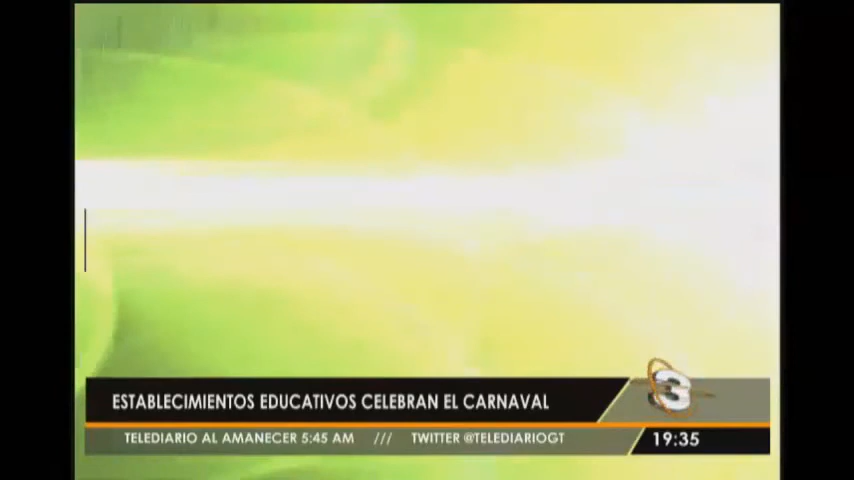 ESTABLECIMIENTOS EDUCATIVOS CELEBRAN EL CARNAVAL
3
TELEDIARIO AL AMANECER 5:45 AM /// TWITTER @TELEDIARIOGT
19:35